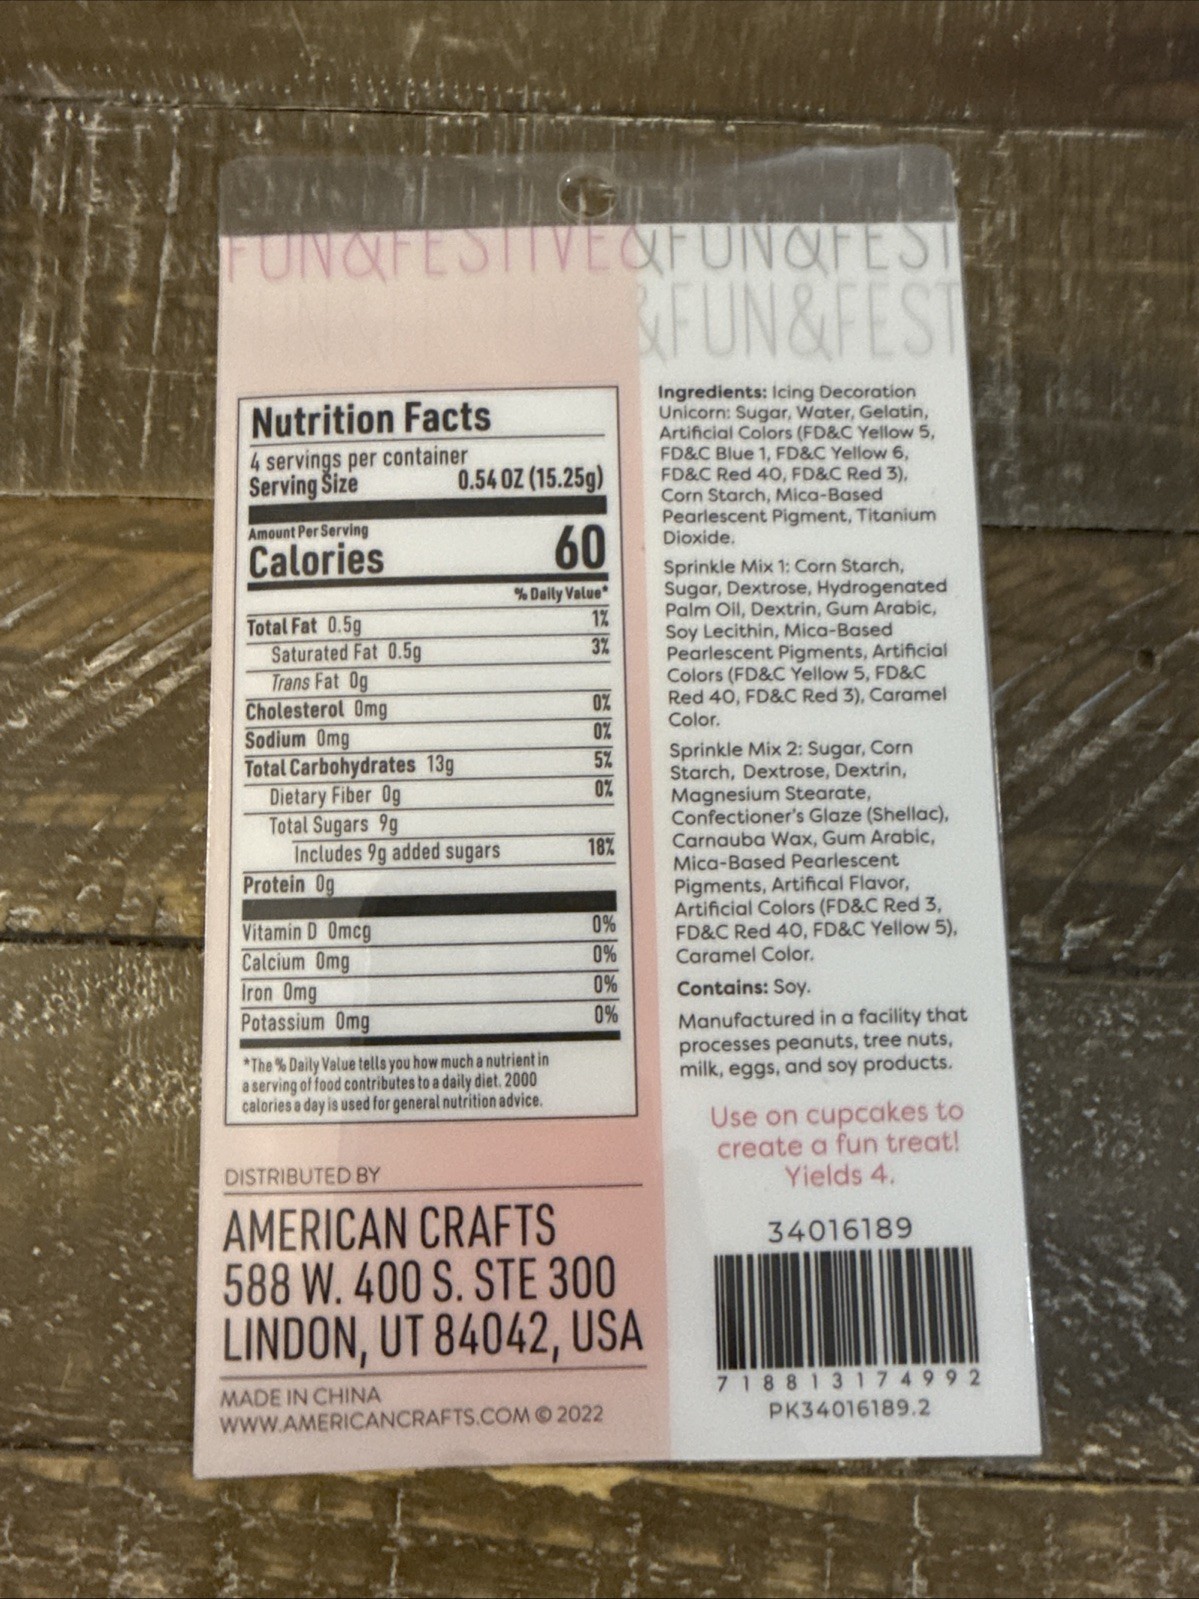 FUN&FESTIVE&FUN&FEST
&FUN&FEST
Nutrition Facts
4 servings per container
Serving Size 0.54 OZ (15.25g)
Amount Per Serving
Calories 60
% Daily Value*
Total Fat 0.5g 1%
Saturated Fat 0.5g 3%
Trans Fat 0g
Cholesterol 0mg 0%
Sodium 0mg 0%
Total Carbohydrates 13g 5%
Dietary Fiber 0g 0%
Total Sugars 9g
Includes 9g added sugars 18%
Protein 0g
Vitamin D 0mcg 0%
Calcium 0mg 0%
Iron 0mg 0%
Potassium 0mg 0%
*The % Daily Value tells you how much a nutrient in
a serving of food contributes to a daily diet. 2000
calories a day is used for general nutrition advice.
DISTRIBUTED BY
AMERICAN CRAFTS
588 W. 400 S. STE 300
LINDON, UT 84042, USA
MADE IN CHINA
WWW.AMERICANCRAFTS.COM © 2022
Ingredients: Icing Decoration
Unicorn: Sugar, Water, Gelatin,
Artificial Colors (FD&C Yellow 5,
FD&C Blue 1, FD&C Yellow 6,
FD&C Red 40, FD&C Red 3),
Corn Starch, Mica-Based
Pearlescent Pigment, Titanium
Dioxide.
Sprinkle Mix 1: Corn Starch,
Sugar, Dextrose, Hydrogenated
Palm Oil, Dextrin, Gum Arabic,
Soy Lecithin, Mica-Based
Pearlescent Pigments, Artificial
Colors (FD&C Yellow 5, FD&C
Red 40, FD&C Red 3), Caramel
Color.
Sprinkle Mix 2: Sugar, Corn
Starch, Dextrose, Dextrin,
Magnesium Stearate,
Confectioner's Glaze (Shellac),
Carnauba Wax, Gum Arabic,
Mica-Based Pearlescent
Pigments, Artifical Flavor,
Artificial Colors (FD&C Red 3,
FD&C Red 40, FD&C Yellow 5),
Caramel Color.
Contains: Soy.
Manufactured in a facility that
processes peanuts, tree nuts,
milk, eggs, and soy products.
Use on cupcakes to
create a fun treat!
Yields 4.
34016189
7 18813 17499 2
PK34016189.2